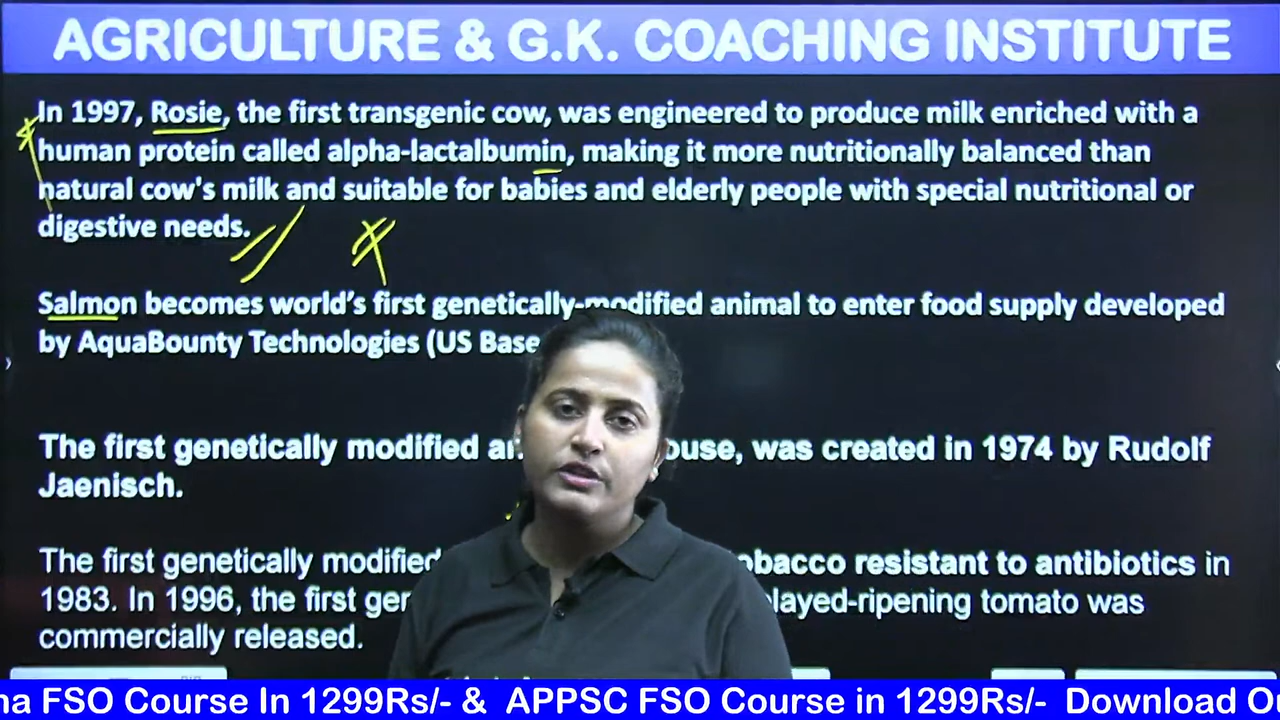 AGRICULTURE & G.K. COACHING INSTITUTE
In 1997, Rosie, the first transgenic cow, was engineered to produce milk enriched with a
human protein called alpha-lactalbumin, making it more nutritionally balanced than
natural cow's milk and suitable for babies and elderly people with special nutritional or
digestive needs.
Salmon becomes world's first genetically-modified animal to enter food supply developed
by AquaBounty Technologies (US Base
The first genetically modified an ouse, was created in 1974 by Rudolf
Jaenisch.
The first genetically modified obacco resistant to antibiotics in
1983. In 1996, the first ger layed-ripening tomato was
commercially released.
na FSO Course In 1299Rs/- & APPSC FSO Course in 1299Rs/- Download Ou